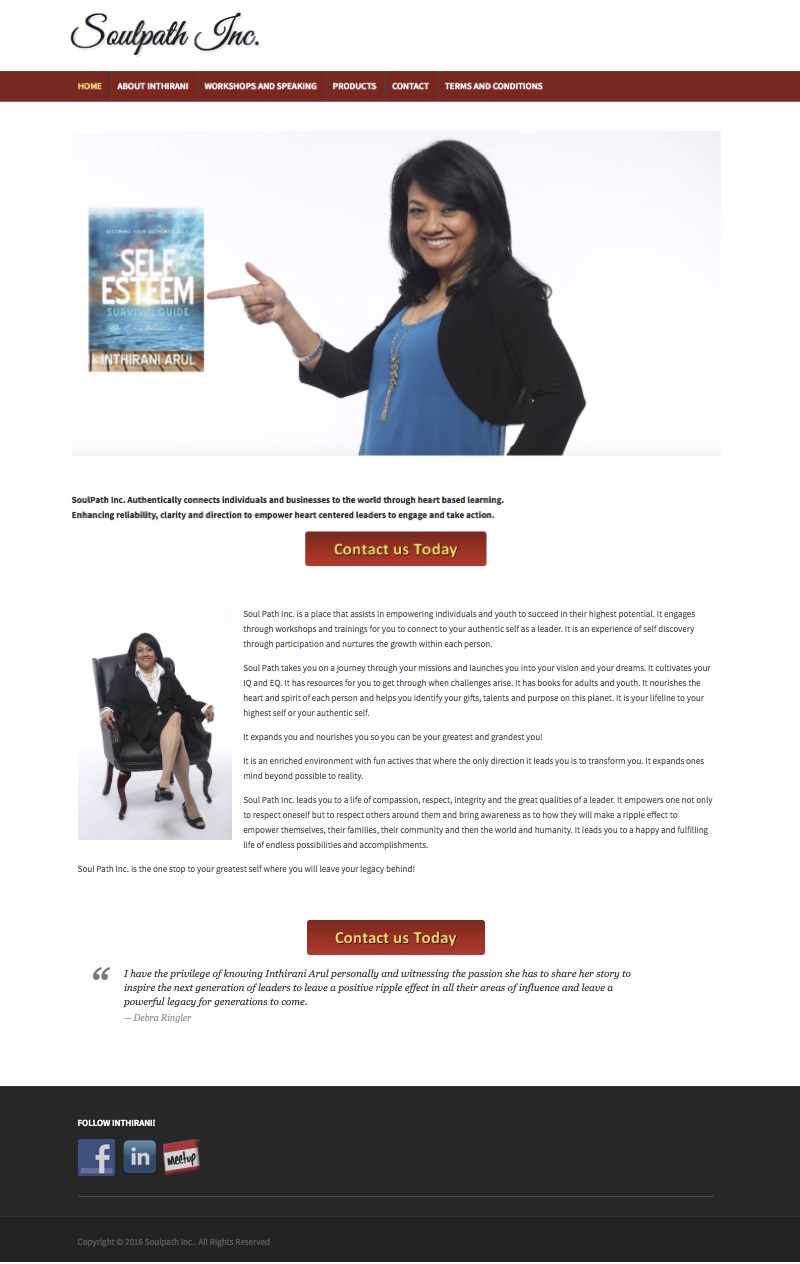 Soulpath Inc.
HOME ABOUT INTHIRANI WORKSHOPS AND SPEAKING PRODUCTS CONTACT TERMS AND CONDITIONS
BECOMING YOUR AUTHENTIC SELF
SELF
ESTEEM
SURVIVAL GUIDE
INTHIRANI ARUL
SoulPath Inc. Authentically connects individuals and businesses to the world through heart based learning.
Enhancing reliability, clarity and direction to empower heart centered leaders to engage and take action.
Contact us Today
Soul Path Inc. is a place that assists in empowering individuals and youth to succeed in their highest potential. It engages
through workshops and trainings for you to connect to your authentic self as a leader. It is an experience of self discovery
through participation and nurtures the growth within each person.
Soul Path takes you on a journey through your missions and launches you into your vision and your dreams. It cultivates your
IQ and EQ. It has resources for you to get through when challenges arise. It has books for adults and youth. It nourishes the
heart and spirit of each person and helps you identify your gifts, talents and purpose on this planet. It is your lifeline to your
highest self or your authentic self.
It expands you and nourishes you so you can be your greatest and grandest you!
It is an enriched environment with fun actives that where the only direction it leads you is to transform you. It expands ones
mind beyond possible to reality.
Soul Path Inc. leads you to a life of compassion, respect, integrity and the great qualities of a leader. It empowers one not only
to respect oneself but to respect others around them and bring awareness as to how they will make a ripple effect to
empower themselves, their families, their community and then the world and humanity. It leads you to a happy and fulfilling
life of endless possibilities and accomplishments.
Soul Path Inc. is the one stop to your greatest self where you will leave your legacy behind!
Contact us Today
“ I have the privilege of knowing Inthirani Arul personally and witnessing the passion she has to share her story to
inspire the next generation of leaders to leave a positive ripple effect in all their areas of influence and leave a
powerful legacy for generations to come.
— Debra Ringler
FOLLOW INTHIRANI!
f in Meetup
Copyright © 2016 Soulpath Inc.. All Rights Reserved